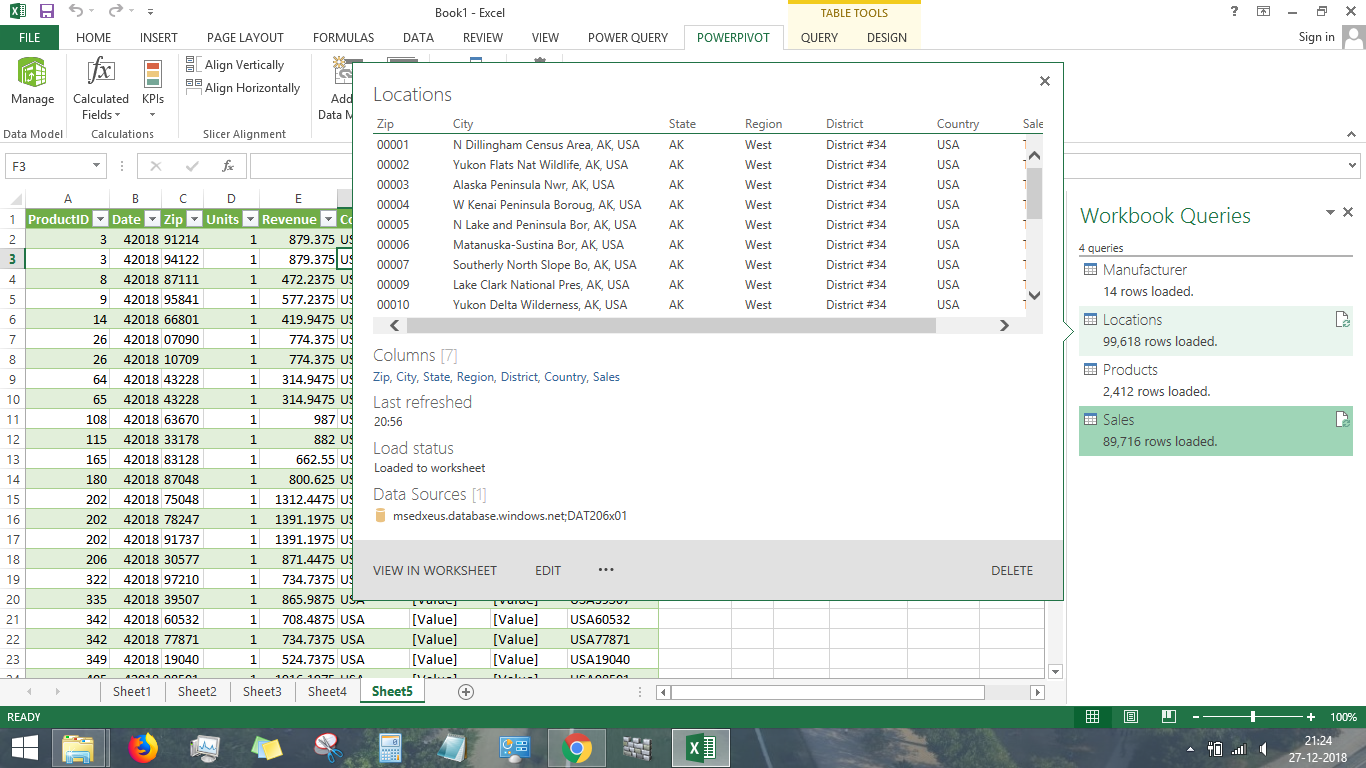 Book1 - Excel
TABLE TOOLS
FILE HOME INSERT PAGE LAYOUT FORMULAS DATA REVIEW VIEW POWER QUERY POWERPIVOT QUERY DESIGN Sign in
Manage
Calculated Fields
KPIs
Align Vertically
Align Horizontally
Add
Data M
Data Model Calculations Slicer Alignment
F3
fx
A B C D E
1 ProductID Date Zip Units Revenue Co
2 3 42018 91214 1 879.375 US
3 3 42018 94122 1 879.375 US
4 8 42018 87111 1 472.2375 US
5 9 42018 95841 1 577.2375 US
6 14 42018 66801 1 419.9475 US
7 26 42018 07090 1 774.375 US
8 26 42018 10709 1 774.375 US
9 64 42018 43228 1 314.9475 US
10 65 42018 43228 1 314.9475 US
11 108 42018 63670 1 987 US
12 115 42018 33178 1 882 US
13 165 42018 83128 1 662.55 US
14 180 42018 87048 1 800.625 US
15 202 42018 75048 1 1312.4475 US
16 202 42018 78247 1 1391.1975 US
17 202 42018 91737 1 1391.1975 US
18 206 42018 30577 1 871.4475 US
19 322 42018 97210 1 734.7375 US
20 335 42018 39507 1 865.9875 USA [Value] [Value] USA39507
21 342 42018 60532 1 708.4875 USA [Value] [Value] USA60532
22 342 42018 77871 1 734.7375 USA [Value] [Value] USA77871
23 349 42018 19040 1 524.7375 USA [Value] [Value] USA19040
Locations
Zip City State Region District Country Sale
00001 N Dillingham Census Area, AK, USA AK West District #34 USA
00002 Yukon Flats Nat Wildlife, AK, USA AK West District #34 USA
00003 Alaska Peninsula Nwr, AK, USA AK West District #34 USA
00004 W Kenai Peninsula Boroug, AK, USA AK West District #34 USA
00005 N Lake and Peninsula Bor, AK, USA AK West District #34 USA
00006 Matanuska-Sustina Bor, AK, USA AK West District #34 USA
00007 Southerly North Slope Bo, AK, USA AK West District #34 USA
00009 Lake Clark National Pres, AK, USA AK West District #34 USA
00010 Yukon Delta Wilderness, AK, USA AK West District #34 USA
Columns [7]
Zip, City, State, Region, District, Country, Sales
Last refreshed
20:56
Load status
Loaded to worksheet
Data Sources [1]
msedxeus.database.windows.net;DAT206x01
VIEW IN WORKSHEET EDIT ••• DELETE
Workbook Queries
4 queries
Manufacturer
14 rows loaded.
Locations
99,618 rows loaded.
Products
2,412 rows loaded.
Sales
89,716 rows loaded.
Sheet1 Sheet2 Sheet3 Sheet4 Sheet5
READY
100%
21:24
27-12-2018